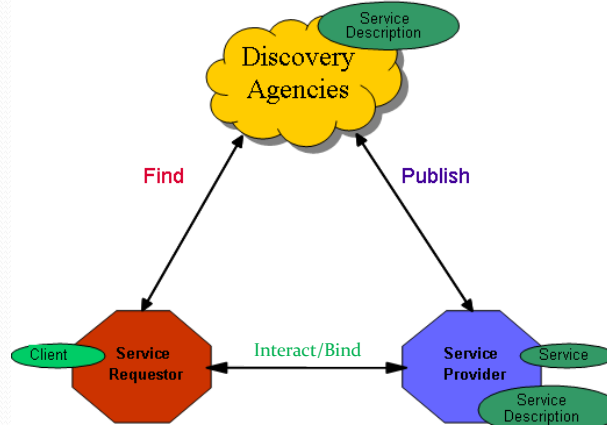 Service
Description
Discovery
Agencies
Find
Publish
Client
Service
Requestor
Interact/Bind
Service
Provider
Service
Service
Description